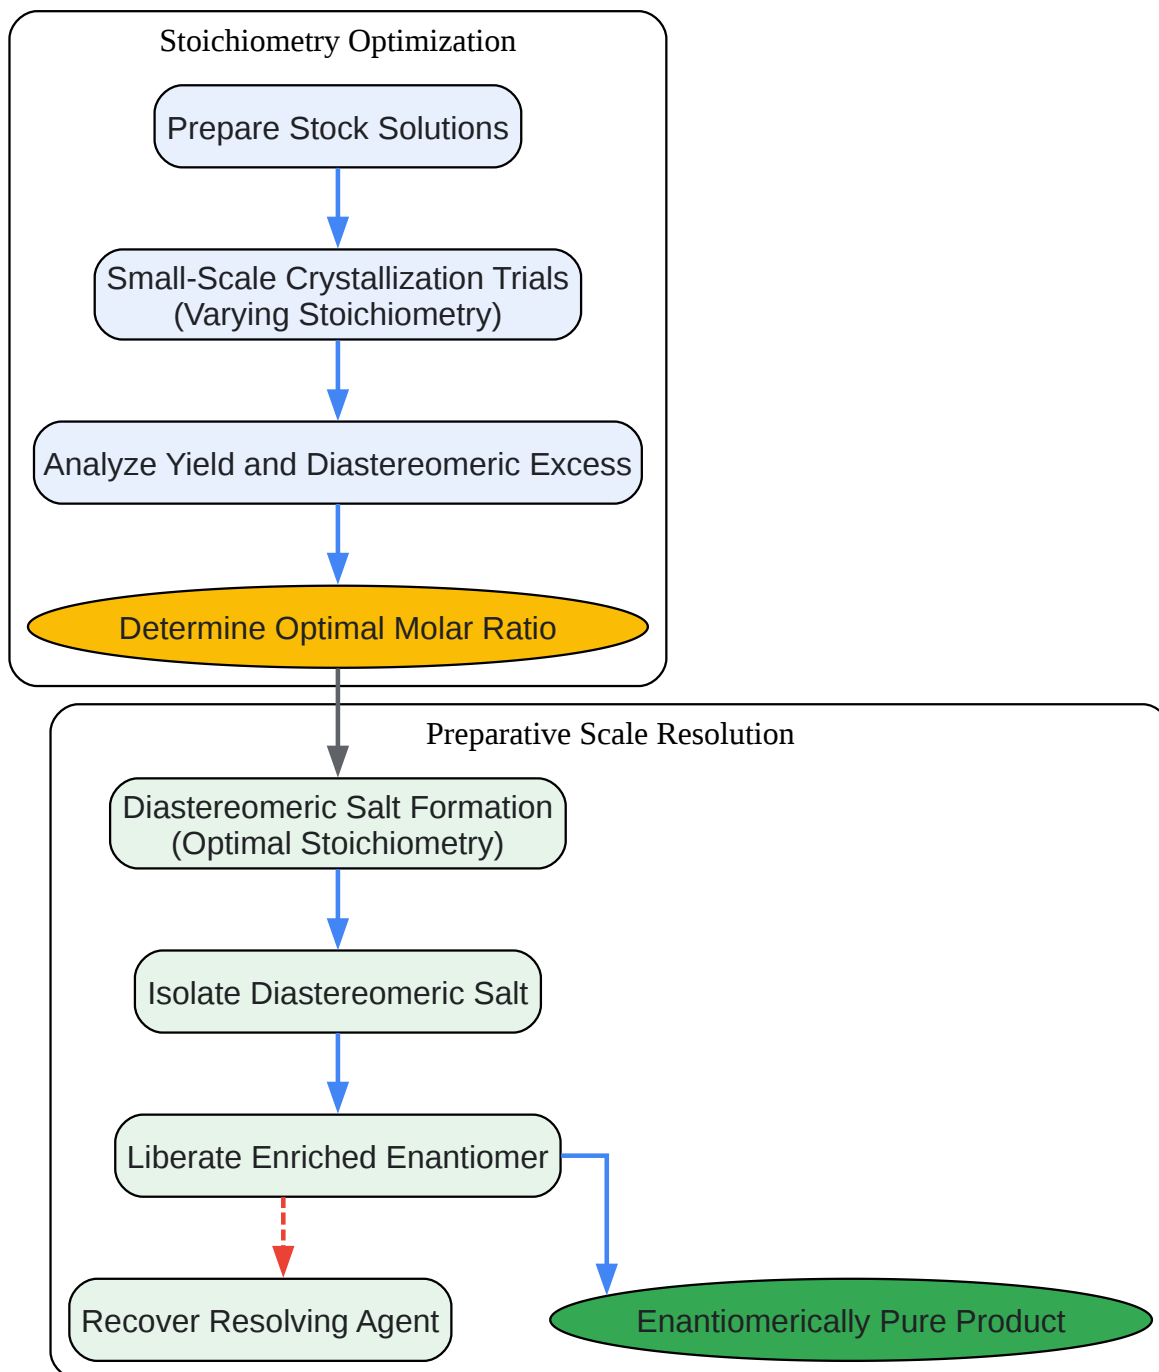 Stoichiometry Optimization
Prepare Stock Solutions
Small-Scale Crystallization Trials
(Varying Stoichiometry)
Analyze Yield and Diastereomeric Excess
Determine Optimal Molar Ratio
Preparative Scale Resolution
Diastereomeric Salt Formation
(Optimal Stoichiometry)
Isolate Diastereomeric Salt
Liberate Enriched Enantiomer
Recover Resolving Agent
Enantiomerically Pure Product